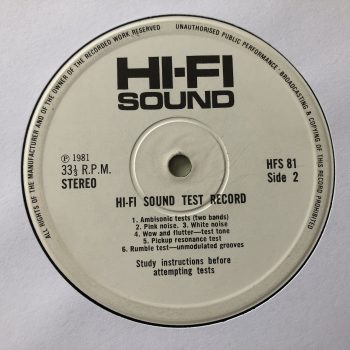 ALL RIGHTS OF THE MANUFACTURER AND OF THE OWNER OF THE RECORDED WORK RESERVED
UNAUTHORISED PUBLIC PERFORMANCE · BROADCASTING & COPYING OF THIS RECORD PROHIBITED
HI-FI
SOUND
℗ 1981
33⅓ R.P.M.
STEREO
HFS 81
Side 2
HI-FI SOUND TEST RECORD
1. Ambisonic tests (two bands)
2. Pink noise. 3. White noise
4. Wow and flutter—test tone
5. Pickup resonance test
6. Rumble test—unmodulated grooves
Study instructions before
attempting tests